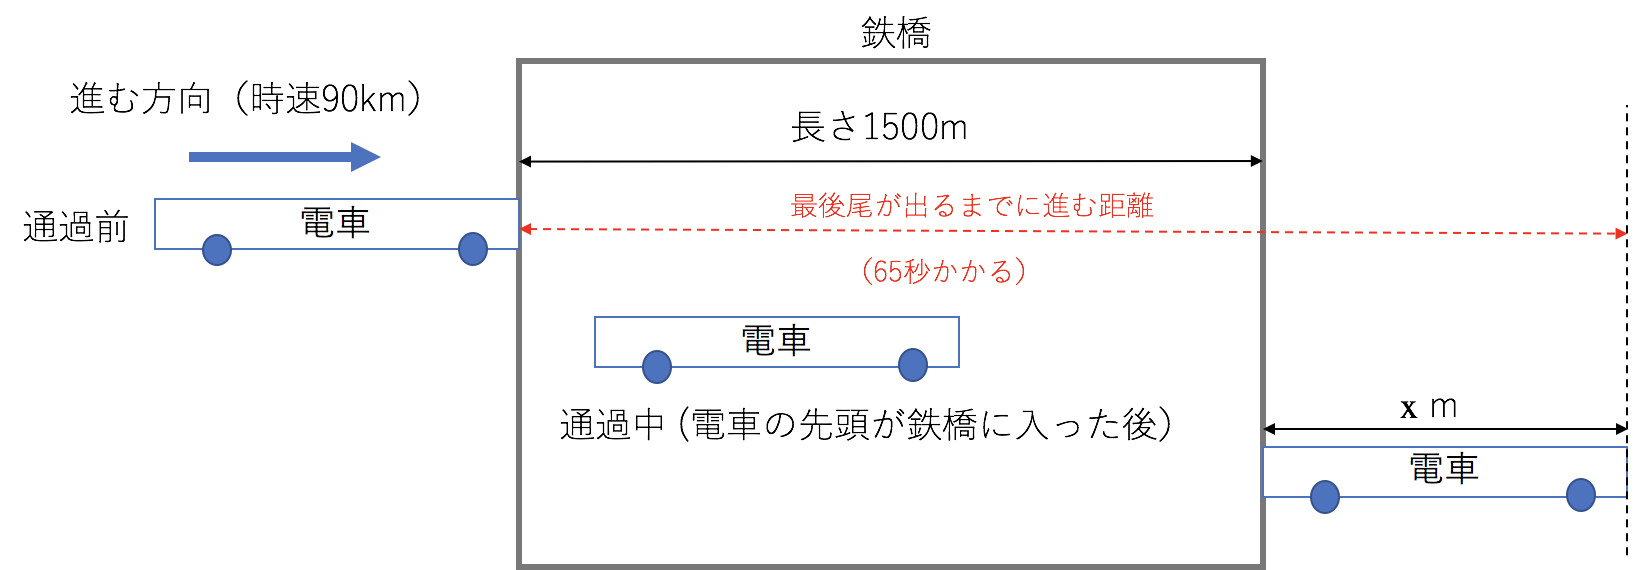 鉄橋
進む方向（時速90km）
長さ1500m
最後尾が出るまでに進む距離
通過前
電車
（65秒かかる）
電車
通過中（電車の先頭が鉄橋に入った後）
x m
電車